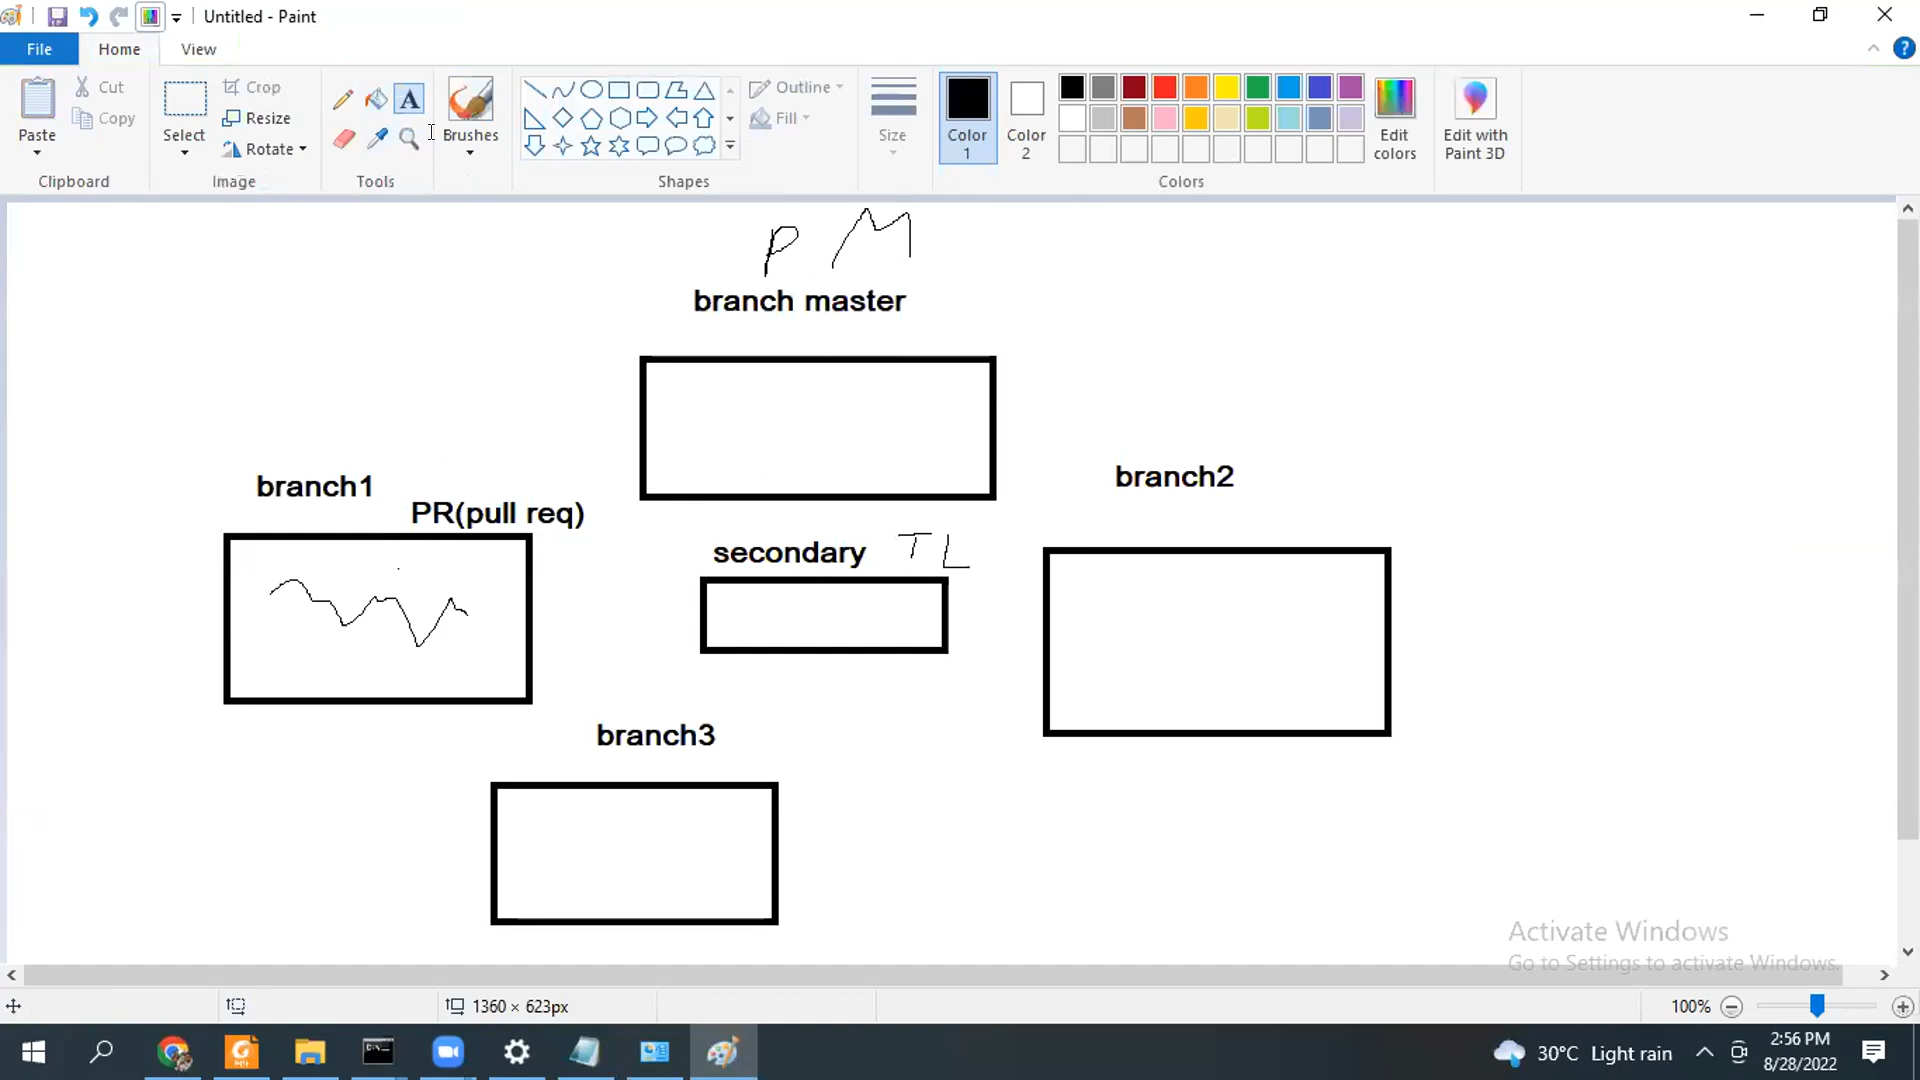 Untitled - Paint
File Home View
Paste
Cut
Copy
Clipboard
Select
Crop
Resize
Rotate
Image
Tools
A
Brushes
Shapes
Outline
Fill
Size
Color 1
Color 2
Colors
Edit colors
Edit with Paint 3D
?
P M
branch master
branch1
PR(pull req)
branch2
secondary TL
branch3
Activate Windows
Go to Settings to activate Windows.
1360 × 623px
100%
30°C Light rain
2:56 PM
8/28/2022